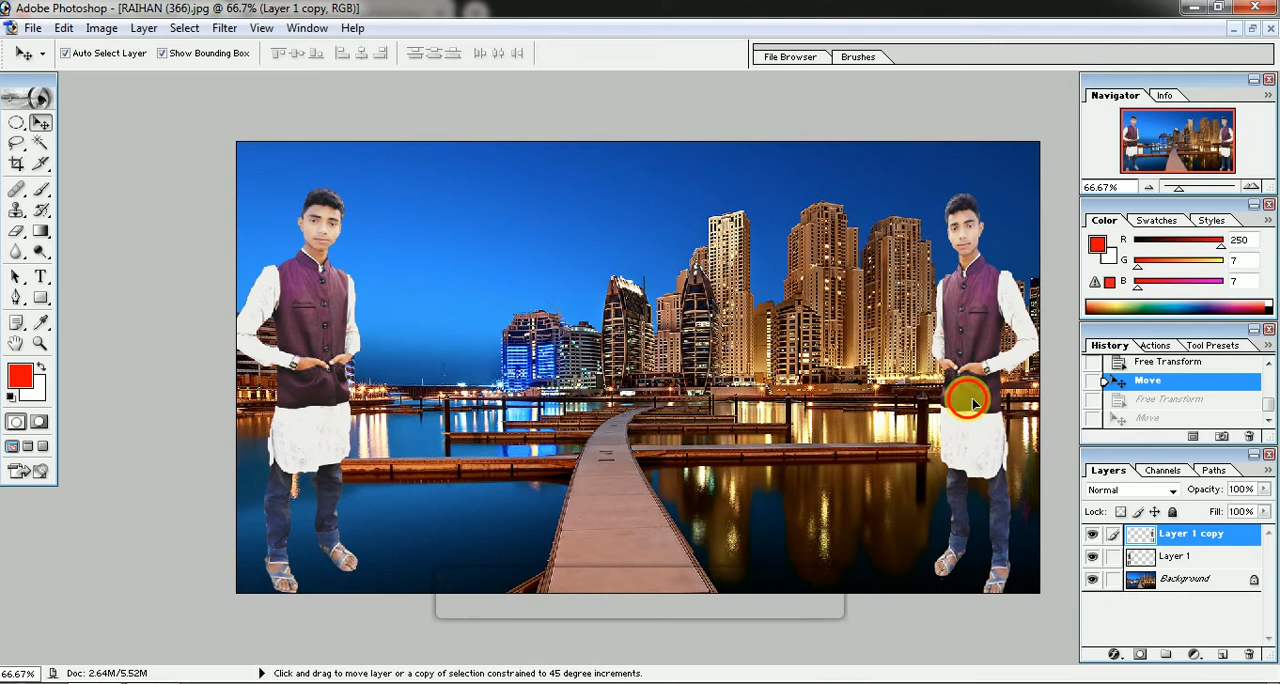 Adobe Photoshop - [RAIHAN (366).jpg @ 66.7% (Layer 1 copy, RGB)]
File Edit Image Layer Select Filter View Window Help
Auto Select Layer Show Bounding Box
File Browser Brushes
Navigator Info
66.67%
Color Swatches Styles
R 250
G 7
B 7
History Actions Tool Presets
Free Transform
Move
Free Transform
Move
Layers Channels Paths
Normal Opacity: 100%
Lock: Fill: 100%
Layer 1 copy
Layer 1
Background
66.67% Doc: 2.64M/5.52M Click and drag to move layer or a copy of selection constrained to 45 degree increments.